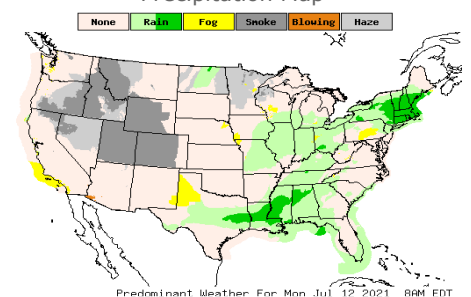 Precipitation Map
None Rain Fog Smoke Blowing Haze
Predominant Weather For Mon Jul 12 2021 8AM EDT